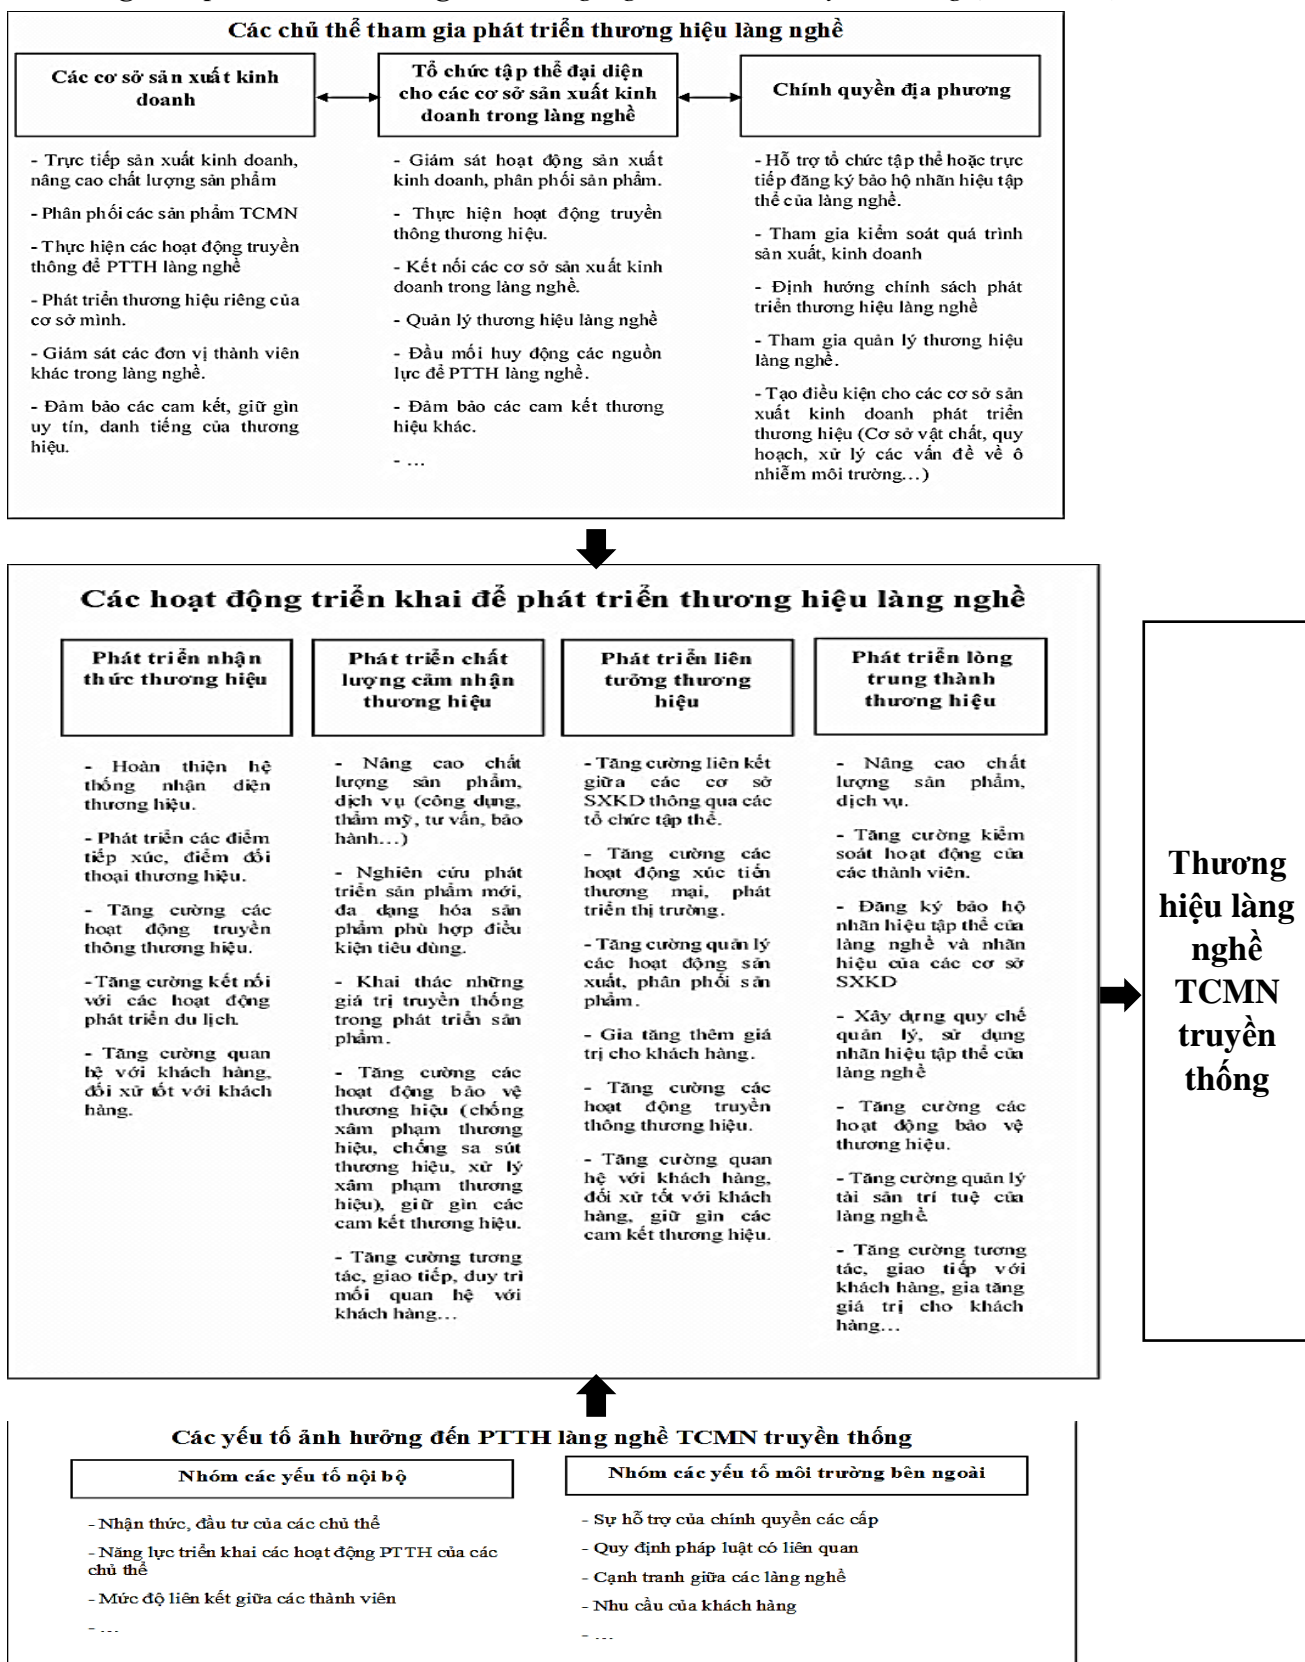 Các chủ thể tham gia phát triển thương hiệu làng nghề
Các cơ sở sản xuất kinh
doanh
Tổ chức tập thể đại diện
cho các cơ sở sản xuất kinh
doanh trong làng nghề
Chính quyền địa phương
- Trực tiếp sản xuất kinh doanh,
nâng cao chất lượng sản phẩm
- Phân phối các sản phẩm TCMN
- Thực hiện các hoạt động truyền
thông để PTTH làng nghề
- Phát triển thương hiệu riêng của
cơ sở mình.
- Giám sát các đơn vị thành viên
khác trong làng nghề.
- Đảm bảo các cam kết, giữ gìn
uy tín, danh tiếng của thương
hiệu.
- Giám sát hoạt động sản xuất
kinh doanh, phân phối sản phẩm.
- Thực hiện hoạt động truyền
thông thương hiệu.
- Kết nối các cơ sở sản xuất kinh
doanh trong làng nghề.
- Quản lý thương hiệu làng nghề
- Đầu mối huy động các nguồn
lực để PTTH làng nghề.
- Đảm bảo các cam kết thương
hiệu khác.
- ...
- Hỗ trợ tổ chức tập thể hoặc trực
tiếp đăng ký bảo hộ nhãn hiệu tập
thể của làng nghề.
- Tham gia kiểm soát quá trình
sản xuất, kinh doanh
- Định hướng chính sách phát
triển thương hiệu làng nghề
- Tham gia quản lý thương hiệu
làng nghề.
- Tạo điều kiện cho các cơ sở sản
xuất kinh doanh phát triển
thương hiệu (Cơ sở vật chất, quy
hoạch, xử lý các vấn đề về ô
nhiễm môi trường...)
Các hoạt động triển khai để phát triển thương hiệu làng nghề
Phát triển nhận
thức thương hiệu
Phát triển chất
lượng cảm nhận
thương hiệu
Phát triển liên
tưởng thương
hiệu
Phát triển lòng
trung thành
thương hiệu
- Hoàn thiện hệ
thống nhận diện
thương hiệu.
- Phát triển các điểm
tiếp xúc, điểm đối
thoại thương hiệu.
- Tăng cường các
hoạt động truyền
thông thương hiệu.
-Tăng cường kết nối
với các hoạt động
phát triển du lịch.
- Tăng cường quan
hệ với khách hàng,
đối xử tốt với khách
hàng.
- Nâng cao chất
lượng sản phẩm,
dịch vụ (công dụng,
thẩm mỹ, tư vấn, bảo
hành...)
- Nghiên cứu phát
triển sản phẩm mới,
đa dạng hóa sản
phẩm phù hợp điều
kiện tiêu dùng.
- Khai thác những
giá trị truyền thống
trong phát triển sản
phẩm.
- Tăng cường các
hoạt động bảo vệ
thương hiệu (chống
xâm phạm thương
hiệu, chống sa sút
thương hiệu, xử lý
xâm phạm thương
hiệu), giữ gìn các
cam kết thương hiệu.
- Tăng cường tương
tác, giao tiếp, duy trì
mối quan hệ với
khách hàng...
- Tăng cường liên kết
giữa các cơ sở
SXKD thông qua các
tổ chức tập thể.
- Tăng cường các
hoạt động xúc tiến
thương mại, phát
triển thị trường.
- Tăng cường quản lý
các hoạt động sản
xuất, phân phối sản
phẩm.
- Gia tăng thêm giá
trị cho khách hàng.
- Tăng cường các
hoạt động truyền
thông thương hiệu.
- Tăng cường quan
hệ với khách hàng,
đối xử tốt với khách
hàng, giữ gìn các
cam kết thương hiệu.
- Nâng cao chất
lượng sản phẩm,
dịch vụ.
- Tăng cường kiểm
soát hoạt động của
các thành viên.
- Đăng ký bảo hộ
nhãn hiệu tập thể của
làng nghề và nhãn
hiệu của các cơ sở
SXKD
- Xây dựng quy chế
quản lý, sử dụng
nhãn hiệu tập thể của
làng nghề
- Tăng cường các
hoạt động bảo vệ
thương hiệu.
- Tăng cường quản lý
tài sản trí tuệ của
làng nghề.
- Tăng cường tương
tác, giao tiếp với
khách hàng, gia tăng
giá trị cho khách
hàng...
Thương
hiệu làng
nghề
TCMN
truyền
thống
Các yếu tố ảnh hưởng đến PTTH làng nghề TCMN truyền thống
Nhóm các yếu tố nội bộ
Nhóm các yếu tố môi trường bên ngoài
- Nhận thức, đầu tư của các chủ thể
- Năng lực triển khai các hoạt động PTTH của các
chủ thể
- Mức độ liên kết giữa các thành viên
- ...
- Sự hỗ trợ của chính quyền các cấp
- Quy định pháp luật có liên quan
- Cạnh tranh giữa các làng nghề
- Nhu cầu của khách hàng
- ...